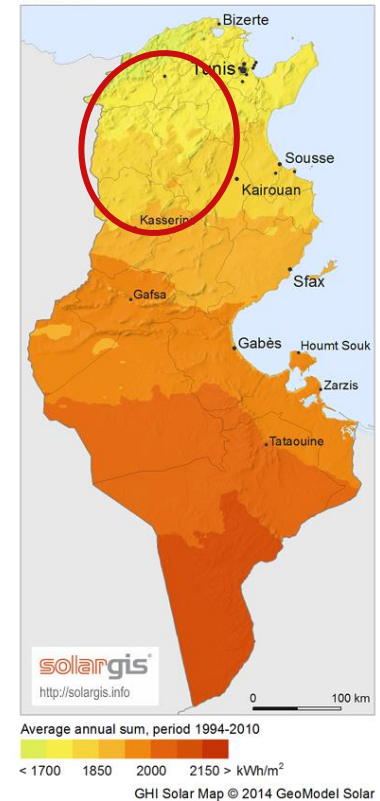 Bizerte
Tunis
Sousse
Kairouan
Kasserine
Sfax
Gafsa
Gabès
Houmt Souk
Zarzis
Tataouine
solargis
http://solargis.info
0 100 km
Average annual sum, period 1994-2010
< 1700 1850 2000 2150 > kWh/m²
GHI Solar Map © 2014 GeoModel Solar